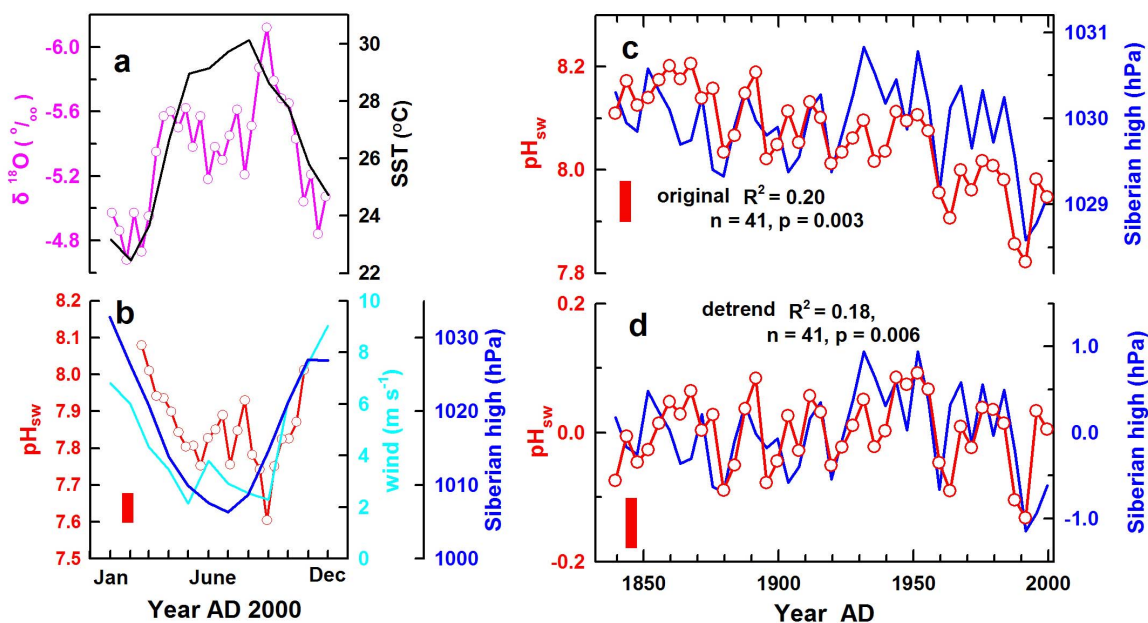 a
-6.0
-5.6
-5.2
-4.8
δ 18O ( o/oo )
30
28
26
24
22
SST (oC)
b
8.2
8.1
8.0
7.9
7.8
7.7
7.6
7.5
pHsw
10
8
6
4
2
0
wind (m s-1)
1030
1020
1010
1000
Siberian high (hPa)
Jan June Dec
Year AD 2000
c
8.2
8.0
7.8
pHsw
1031
1030
1029
Siberian high (hPa)
original R2 = 0.20
n = 41, p = 0.003
d
0.2
0.0
-0.2
pHsw
1.0
0.0
-1.0
Siberian high (hPa)
detrend R2 = 0.18,
n = 41, p = 0.006
1850 1900 1950 2000
Year AD